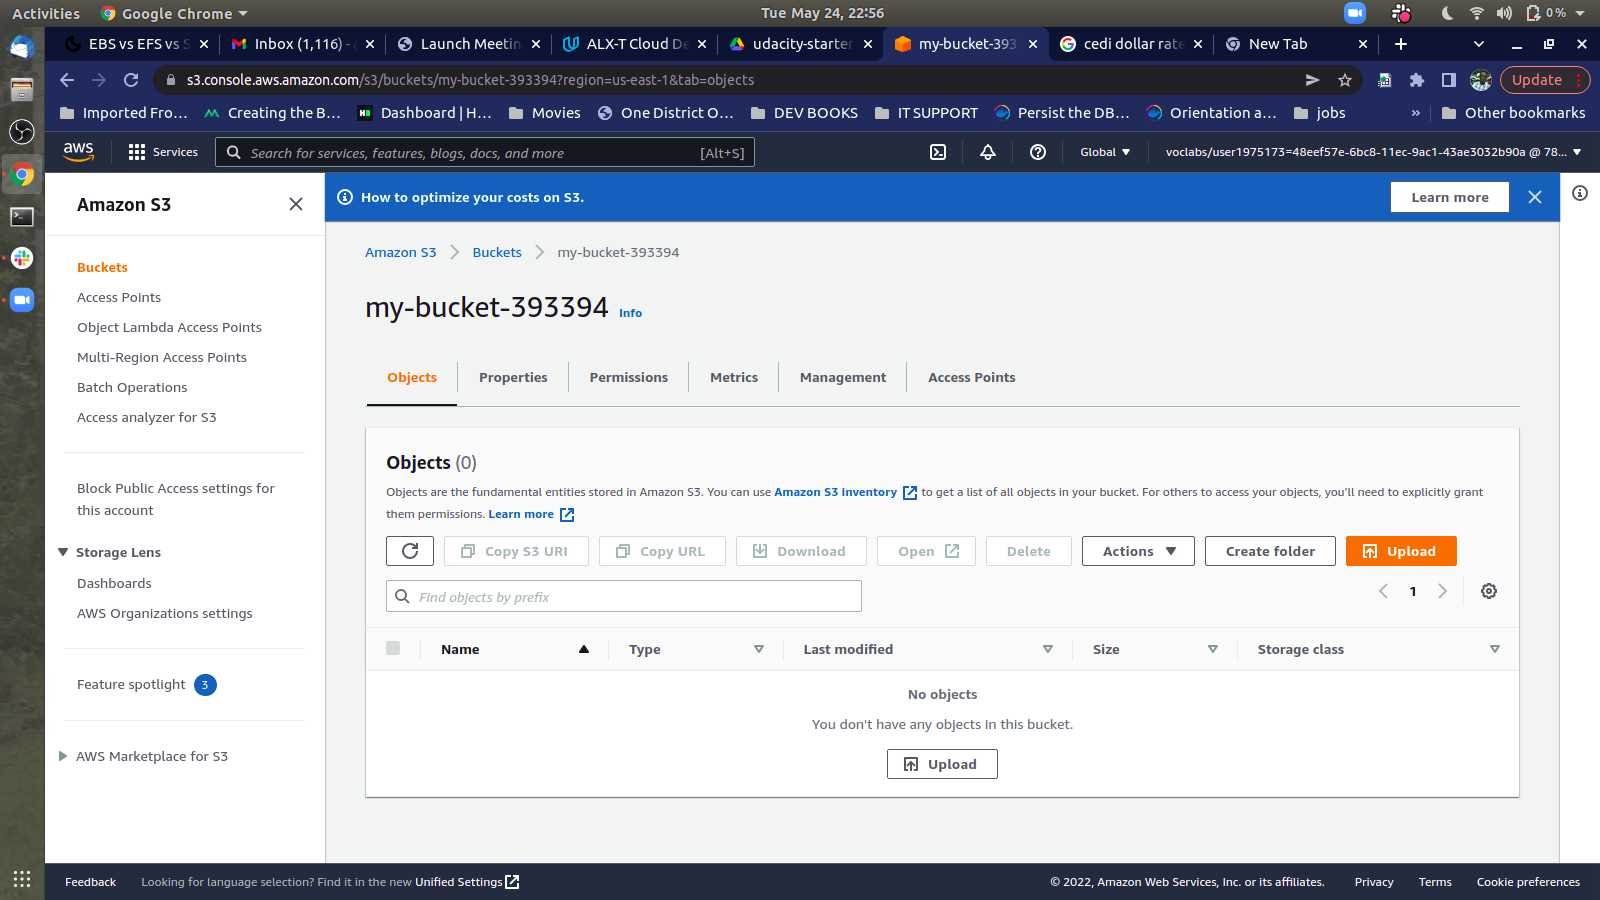 Activities Google Chrome Tue May 24, 22:56 0 %
EBS vs EFS vs S Inbox (1,116) - Launch Meetin ALX-T Cloud De udacity-starter my-bucket-393 cedi dollar rate New Tab
s3.console.aws.amazon.com/s3/buckets/my-bucket-393394?region=us-east-1&tab=objects Update
Imported Fro... Creating the B... Dashboard | H... Movies One District O... DEV BOOKS IT SUPPORT Persist the DB... Orientation a... jobs » Other bookmarks
aws Services Search for services, features, blogs, docs, and more [Alt+S] Global voclabs/user1975173=48eef57e-6bc8-11ec-9ac1-43ae3032b90a @ 78...
Amazon S3
Buckets
Access Points
Object Lambda Access Points
Multi-Region Access Points
Batch Operations
Access analyzer for S3
Block Public Access settings for
this account
Storage Lens
Dashboards
AWS Organizations settings
Feature spotlight 3
AWS Marketplace for S3
How to optimize your costs on S3. Learn more
Amazon S3 Buckets my-bucket-393394
my-bucket-393394 Info
Objects Properties Permissions Metrics Management Access Points
Objects (0)
Objects are the fundamental entities stored in Amazon S3. You can use Amazon S3 inventory to get a list of all objects in your bucket. For others to access your objects, you'll need to explicitly grant
them permissions. Learn more
Copy S3 URI Copy URL Download Open Delete Actions Create folder Upload
Find objects by prefix 1
Name Type Last modified Size Storage class
No objects
You don't have any objects in this bucket.
Upload
Feedback Looking for language selection? Find it in the new Unified Settings © 2022, Amazon Web Services, Inc. or its affiliates. Privacy Terms Cookie preferences